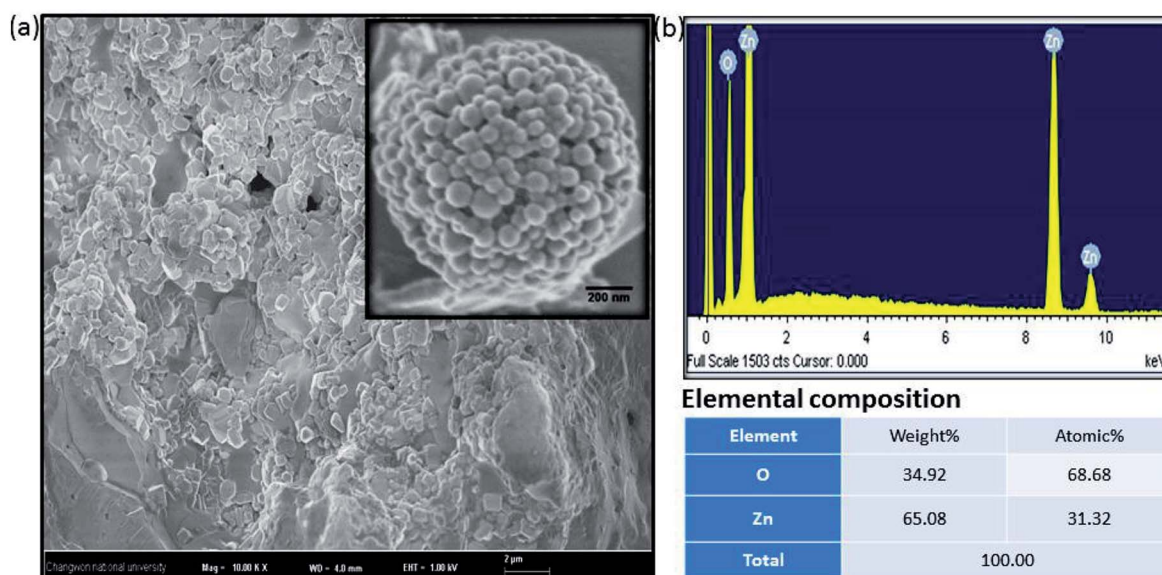 (a)
200 nm
Changwon national university Mag = 10.00 K X WD = 4.0 mm EHT = 1.00 kV 2 µm
(b)
O Zn Zn Zn
0 2 4 6 8 10
Full Scale 1503 cts Cursor: 0.000 keV
Elemental composition
Element Weight% Atomic%
O 34.92 68.68
Zn 65.08 31.32
Total 100.00